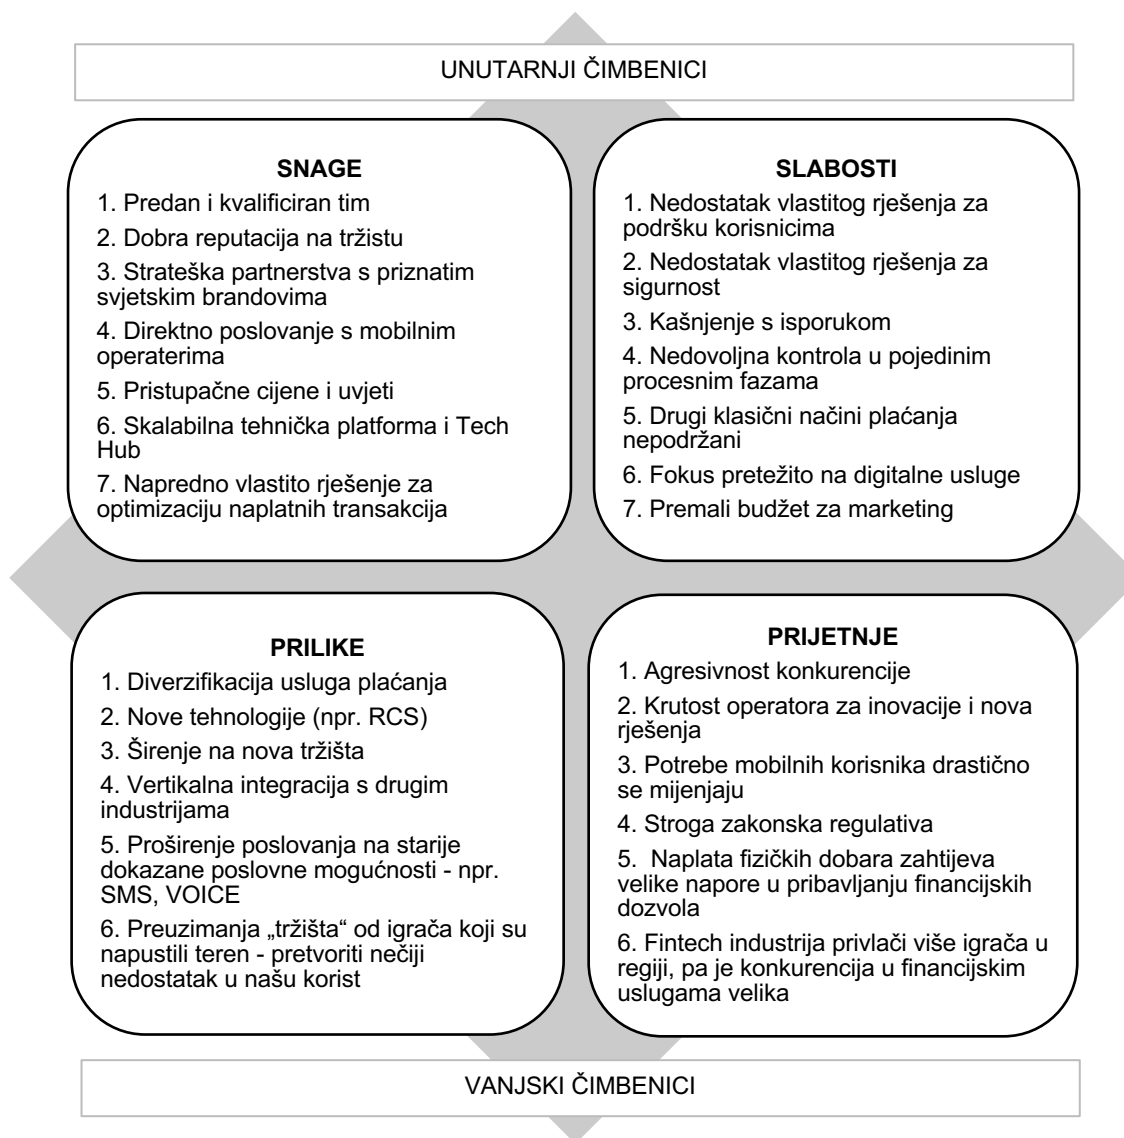 UNUTARNJI ČIMBENICI
SNAGE
1. Predan i kvalificiran tim
2. Dobra reputacija na tržistu
3. Strateška partnerstva s priznatim
svjetskim brandovima
4. Direktno poslovanje s mobilnim
operaterima
5. Pristupačne cijene i uvjeti
6. Skalabilna tehnička platforma i Tech
Hub
7. Napredno vlastito rješenje za
optimizaciju naplatnih transakcija
SLABOSTI
1. Nedostatak vlastitog rješenja za
podršku korisnicima
2. Nedostatak vlastitog rješenja za
sigurnost
3. Kašnjenje s isporukom
4. Nedovoljna kontrola u pojedinim
procesnim fazama
5. Drugi klasični načini plaćanja
nepodržani
6. Fokus pretežito na digitalne usluge
7. Premali budžet za marketing
PRILIKE
1. Diverzifikacija usluga plaćanja
2. Nove tehnologije (npr. RCS)
3. Širenje na nova tržišta
4. Vertikalna integracija s drugim
industrijama
5. Proširenje poslovanja na starije
dokazane poslovne mogućnosti - npr.
SMS, VOICE
6. Preuzimanja „tržišta“ od igrača koji su
napustili teren - pretvoriti nečiji
nedostatak u našu korist
PRIJETNJE
1. Agresivnost konkurencije
2. Krutost operatora za inovacije i nova
rješenja
3. Potrebe mobilnih korisnika drastično
se mijenjaju
4. Stroga zakonska regulativa
5.  Naplata fizičkih dobara zahtijeva
velike napore u pribavljanju financijskih
dozvola
6. Fintech industrija privlači više igrača u
regiji, pa je konkurencija u financijskim
uslugama velika
VANJSKI ČIMBENICI